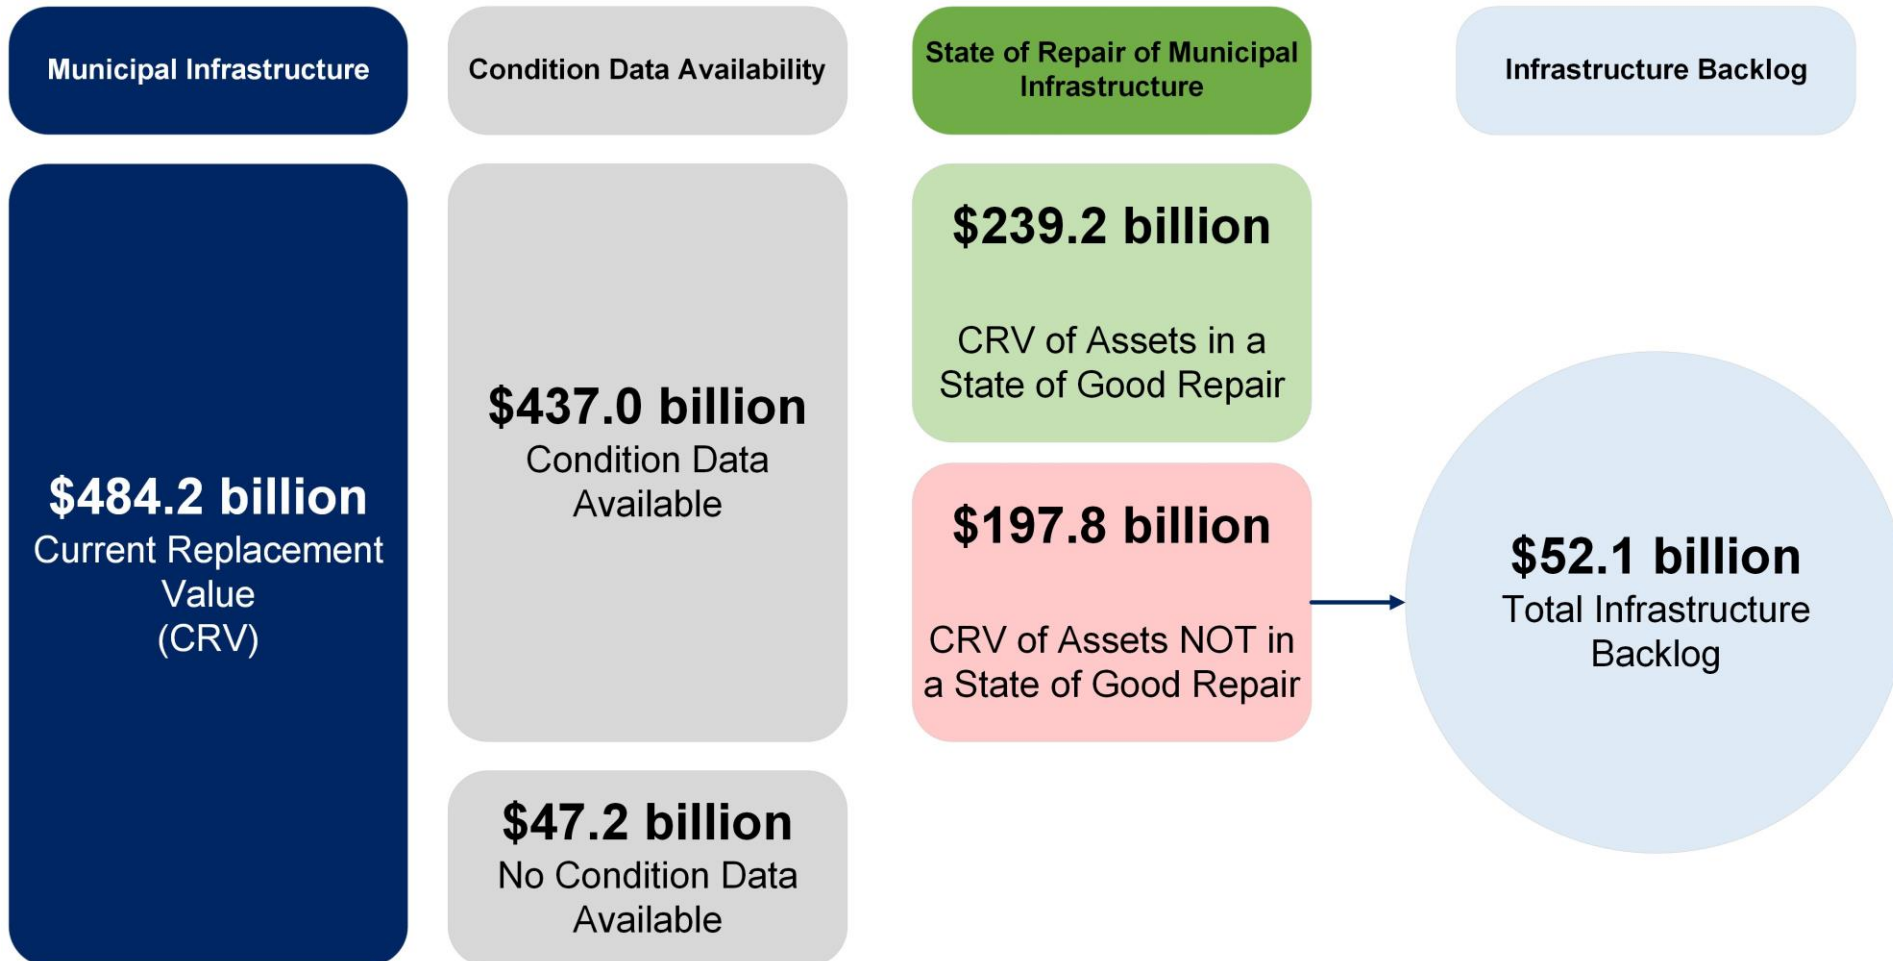 Municipal Infrastructure
Condition Data Availability
State of Repair of Municipal
Infrastructure
Infrastructure Backlog
$484.2 billion
Current Replacement
Value
(CRV)
$437.0 billion
Condition Data
Available
$47.2 billion
No Condition Data
Available
$239.2 billion
CRV of Assets in a
State of Good Repair
$197.8 billion
CRV of Assets NOT in
a State of Good Repair
$52.1 billion
Total Infrastructure
Backlog